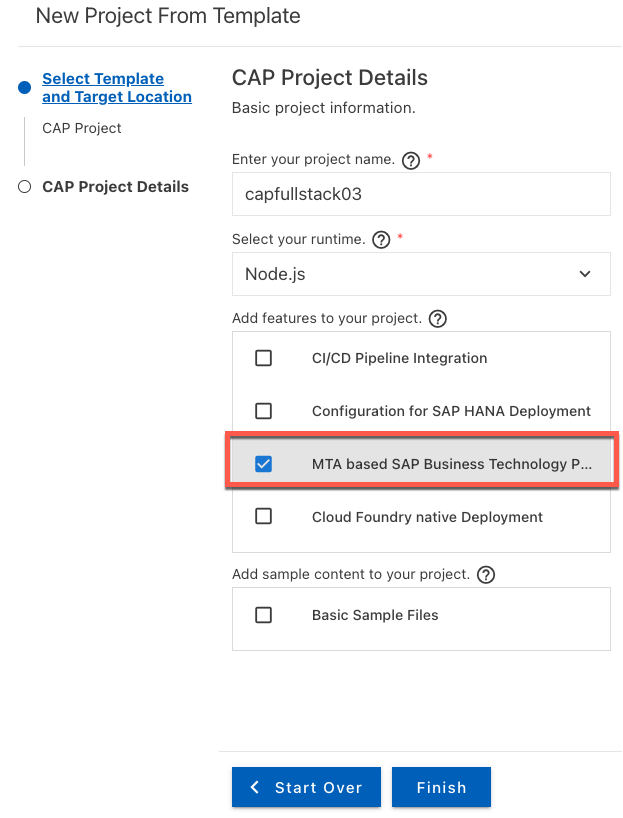 New Project From Template
Select Template
and Target Location
CAP Project
CAP Project Details
CAP Project Details
Basic project information.
Enter your project name. ? *
capfullstack03
Select your runtime. ? *
Node.js
Add features to your project. ?
CI/CD Pipeline Integration
Configuration for SAP HANA Deployment
MTA based SAP Business Technology P...
Cloud Foundry native Deployment
Add sample content to your project. ?
Basic Sample Files
Start Over
Finish